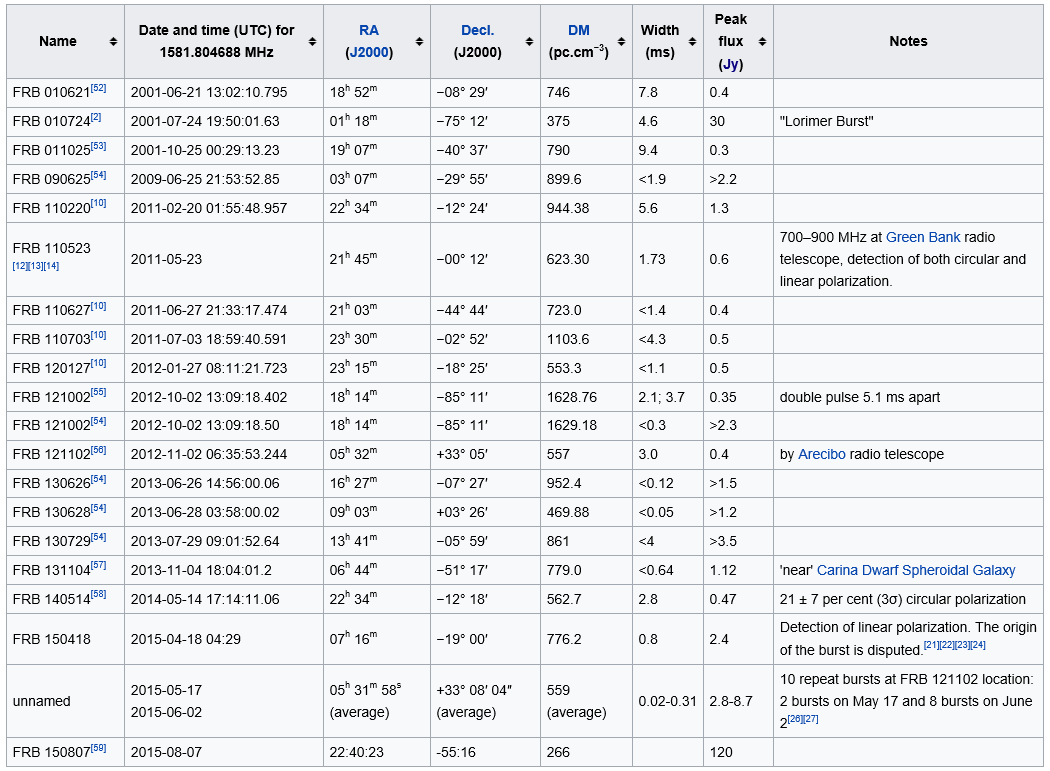 Name Date and time (UTC) for 1581.804688 MHz RA (J2000) Decl. (J2000) DM (pc.cm⁻³) Width (ms) Peak flux (Jy) Notes
FRB 010621[52] 2001-06-21 13:02:10.795 18h 52m −08° 29′ 746 7.8 0.4
FRB 010724[2] 2001-07-24 19:50:01.63 01h 18m −75° 12′ 375 4.6 30 "Lorimer Burst"
FRB 011025[53] 2001-10-25 00:29:13.23 19h 07m −40° 37′ 790 9.4 0.3
FRB 090625[54] 2009-06-25 21:53:52.85 03h 07m −29° 55′ 899.6 <1.9 >2.2
FRB 110220[10] 2011-02-20 01:55:48.957 22h 34m −12° 24′ 944.38 5.6 1.3
FRB 110523
[12][13][14] 2011-05-23 21h 45m −00° 12′ 623.30 1.73 0.6 700–900 MHz at Green Bank radio
telescope, detection of both circular and
linear polarization.
FRB 110627[10] 2011-06-27 21:33:17.474 21h 03m −44° 44′ 723.0 <1.4 0.4
FRB 110703[10] 2011-07-03 18:59:40.591 23h 30m −02° 52′ 1103.6 <4.3 0.5
FRB 120127[10] 2012-01-27 08:11:21.723 23h 15m −18° 25′ 553.3 <1.1 0.5
FRB 121002[55] 2012-10-02 13:09:18.402 18h 14m −85° 11′ 1628.76 2.1; 3.7 0.35 double pulse 5.1 ms apart
FRB 121002[54] 2012-10-02 13:09:18.50 18h 14m −85° 11′ 1629.18 <0.3 >2.3
FRB 121102[56] 2012-11-02 06:35:53.244 05h 32m +33° 05′ 557 3.0 0.4 by Arecibo radio telescope
FRB 130626[54] 2013-06-26 14:56:00.06 16h 27m −07° 27′ 952.4 <0.12 >1.5
FRB 130628[54] 2013-06-28 03:58:00.02 09h 03m +03° 26′ 469.88 <0.05 >1.2
FRB 130729[54] 2013-07-29 09:01:52.64 13h 41m −05° 59′ 861 <4 >3.5
FRB 131104[57] 2013-11-04 18:04:01.2 06h 44m −51° 17′ 779.0 <0.64 1.12 'near' Carina Dwarf Spheroidal Galaxy
FRB 140514[58] 2014-05-14 17:14:11.06 22h 34m −12° 18′ 562.7 2.8 0.47 21 ± 7 per cent (3σ) circular polarization
FRB 150418 2015-04-18 04:29 07h 16m −19° 00′ 776.2 0.8 2.4 Detection of linear polarization. The origin
of the burst is disputed.[21][22][23][24]
unnamed 2015-05-17
2015-06-02 05h 31m 58s
(average) +33° 08′ 04″
(average) 559
(average) 0.02-0.31 2.8-8.7 10 repeat bursts at FRB 121102 location:
2 bursts on May 17 and 8 bursts on June
2[26][27]
FRB 150807[59] 2015-08-07 22:40:23 -55:16 266 120